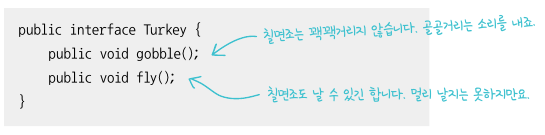 public interface Turkey {
public void gobble();
칠면조는 꽥꽥거리지 않습니다. 골골거리는 소리를 내죠.
public void fly();
칠면조도 날 수 있긴 합니다. 멀리 날지는 못하지만요.
}